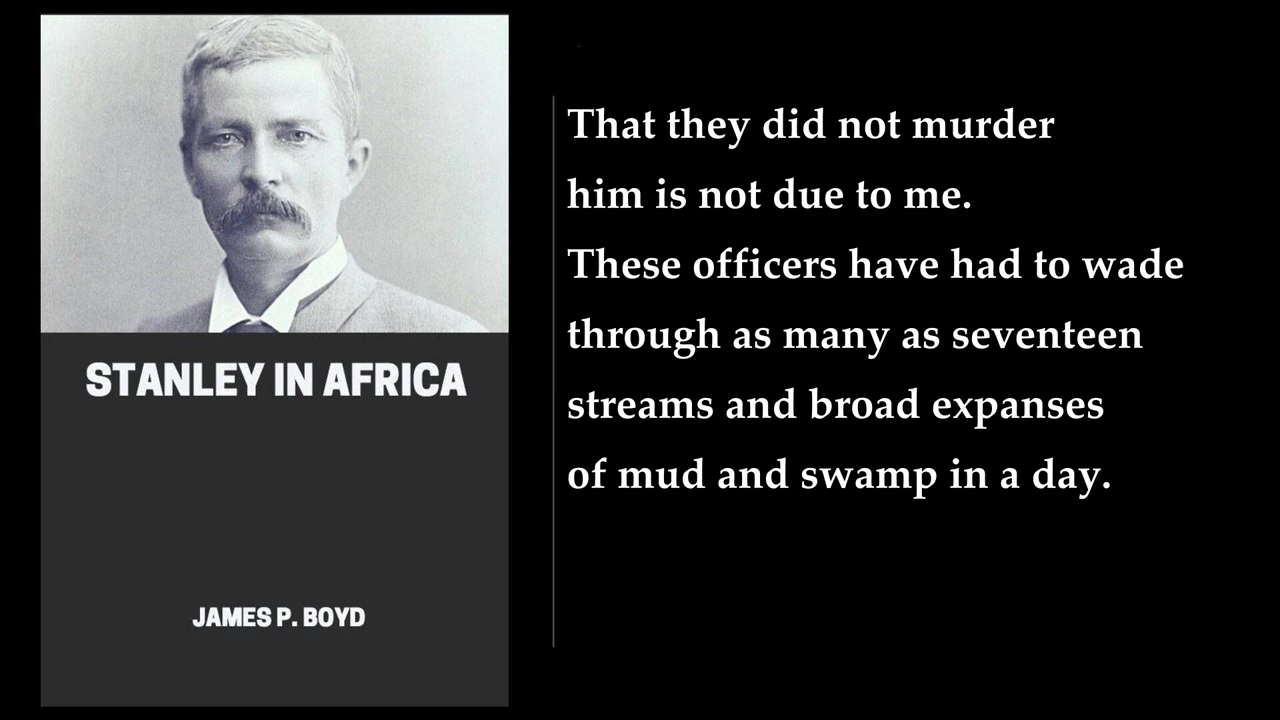 STANLEY IN AFRICA
JAMES P. BOYD
That they did not murder
him is not due to me.
These officers have had to wade
through as many as seventeen
streams and broad expanses
of mud and swamp in a day.